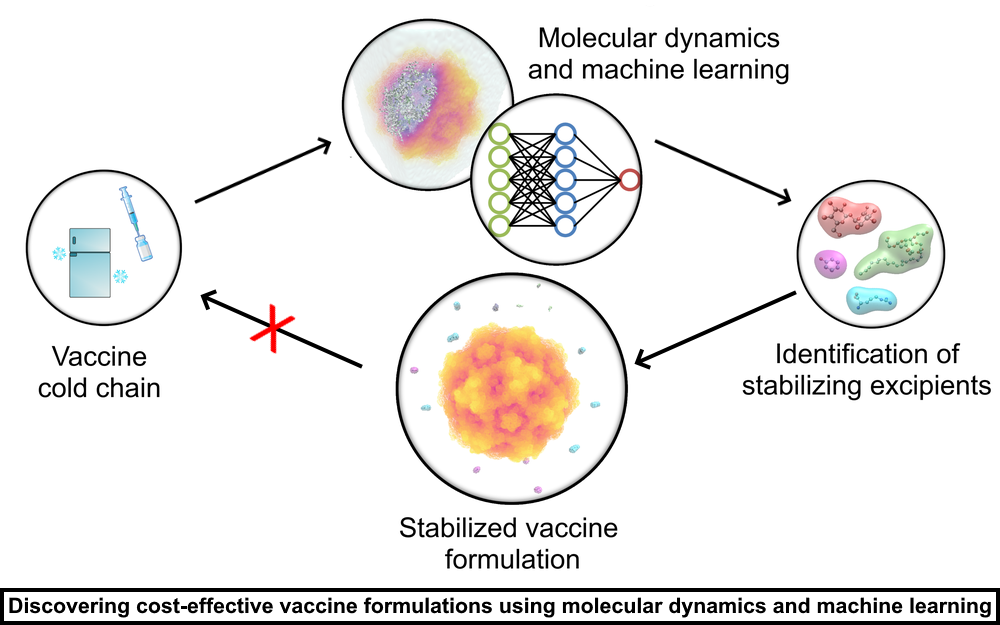 Molecular dynamics
and machine learning
Vaccine
cold chain
Identification of
stabilizing excipients
Stabilized vaccine
formulation
Discovering cost-effective vaccine formulations using molecular dynamics and machine learning